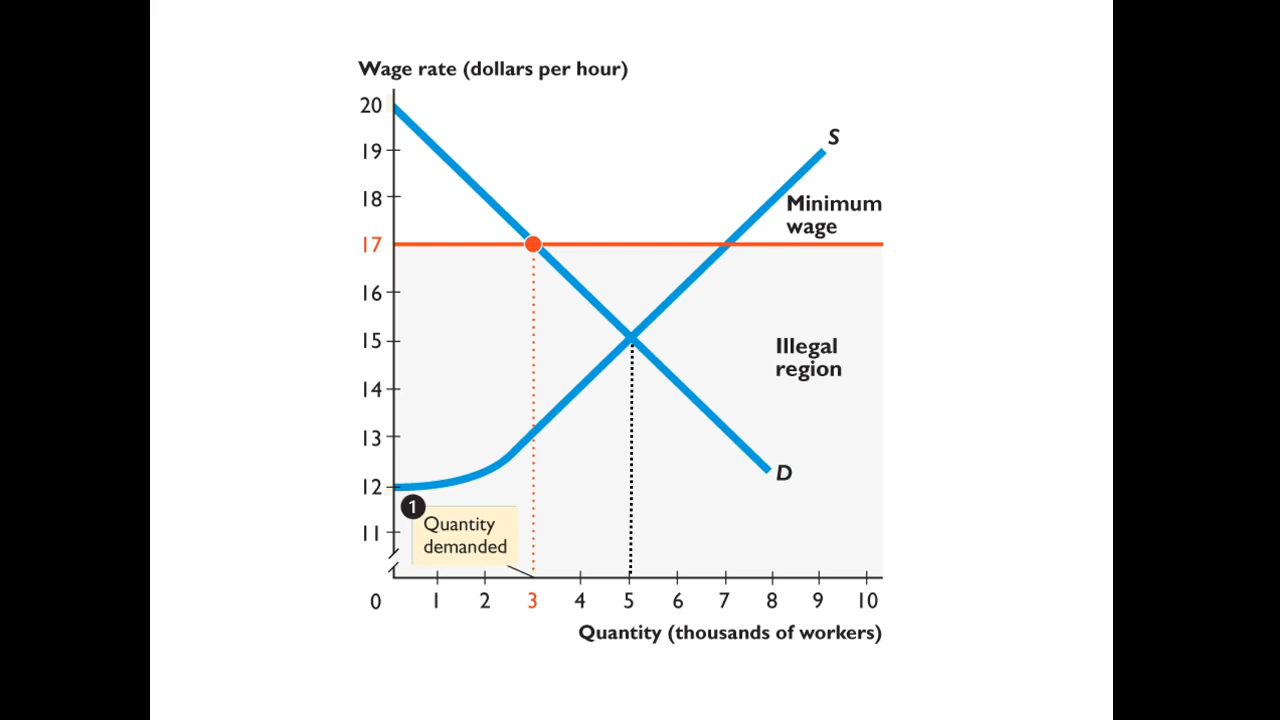 Wage rate (dollars per hour)
20
19
S
18
Minimum
wage
17
16
15
Illegal
region
14
13
D
12
1
Quantity
demanded
11
0 1 2 3 4 5 6 7 8 9 10
Quantity (thousands of workers)